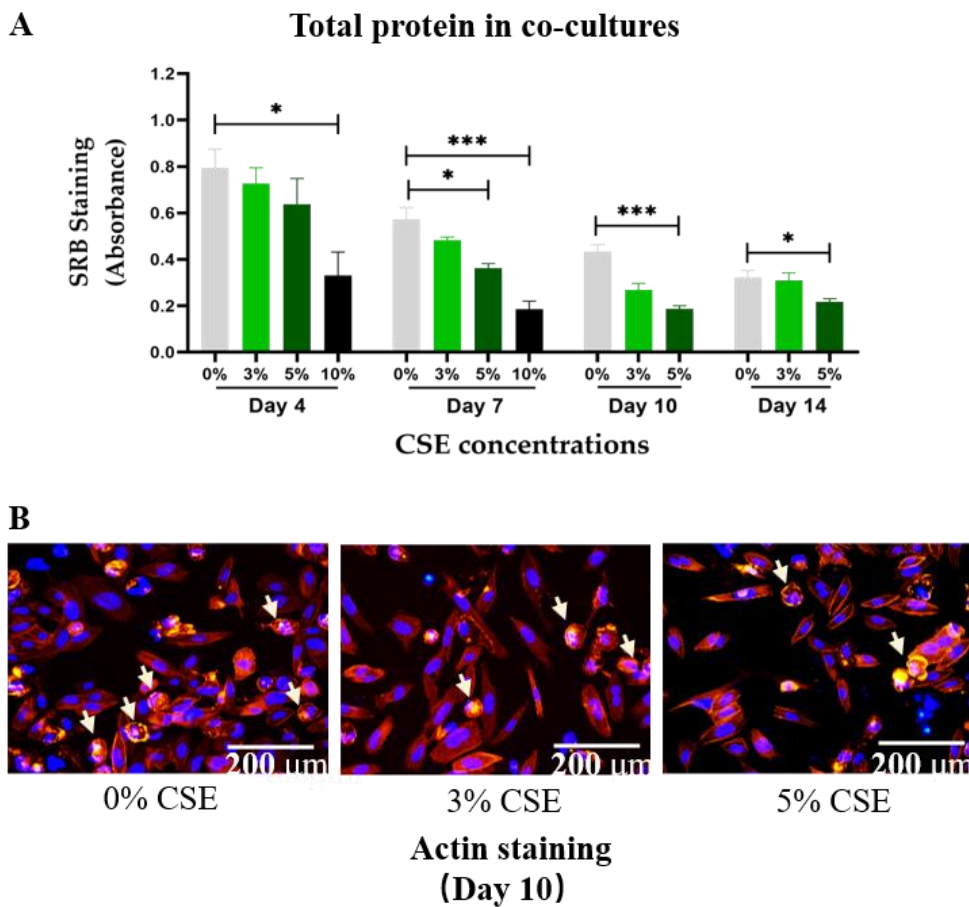 A
Total protein in co-cultures
SRB Staining
(Absorbance)
1.2
1.0
0.8
0.6
0.4
0.2
0.0
*
***
*
***
*
0% 3% 5% 10% 0% 3% 5% 10% 0% 3% 5% 0% 3% 5%
Day 4 Day 7 Day 10 Day 14
CSE concentrations
B
200 µm 200 µm 200 µm
0% CSE 3% CSE 5% CSE
Actin staining
(Day 10)